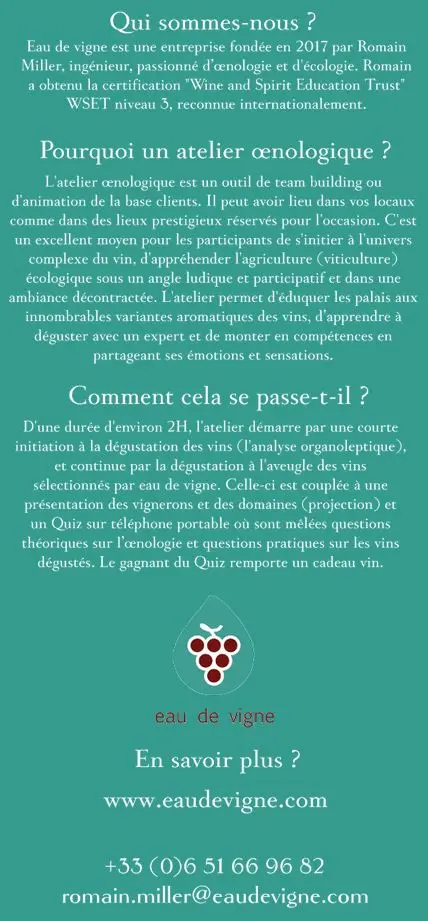 Qui sommes-nous ?
Eau de vigne est une entreprise fondée en 2017 par Romain
Miller, ingénieur, passionné d'œnologie et d'écologie. Romain
a obtenu la certification "Wine and Spirit Education Trust"
WSET niveau 3, reconnue internationalement.
Pourquoi un atelier œnologique ?
L'atelier œnologique est un outil de team building ou
d'animation de la base clients. Il peut avoir lieu dans vos locaux
comme dans des lieux prestigieux réservés pour l'occasion. C'est
un excellent moyen pour les participants de s'initier à l'univers
complexe du vin, d'appréhender l'agriculture (viticulture)
écologique sous un angle ludique et participatif et dans une
ambiance décontractée. L'atelier permet d'éduquer les palais aux
innombrables variantes aromatiques des vins, d'apprendre à
déguster avec un expert et de monter en compétences en
partageant ses émotions et sensations.
Comment cela se passe-t-il ?
D'une durée d'environ 2H, l'atelier démarre par une courte
initiation à la dégustation des vins (l'analyse organoleptique),
et continue par la dégustation à l'aveugle des vins
sélectionnés par eau de vigne. Celle-ci est couplée à une
présentation des vignerons et des domaines (projection) et
un Quiz sur téléphone portable où sont mêlées questions
théoriques sur l'œnologie et questions pratiques sur les vins
dégustés. Le gagnant du Quiz remporte un cadeau vin.
eau de vigne
En savoir plus ?
www.eaudevigne.com
+33 (0)6 51 66 96 82
romain.miller@eaudevigne.com